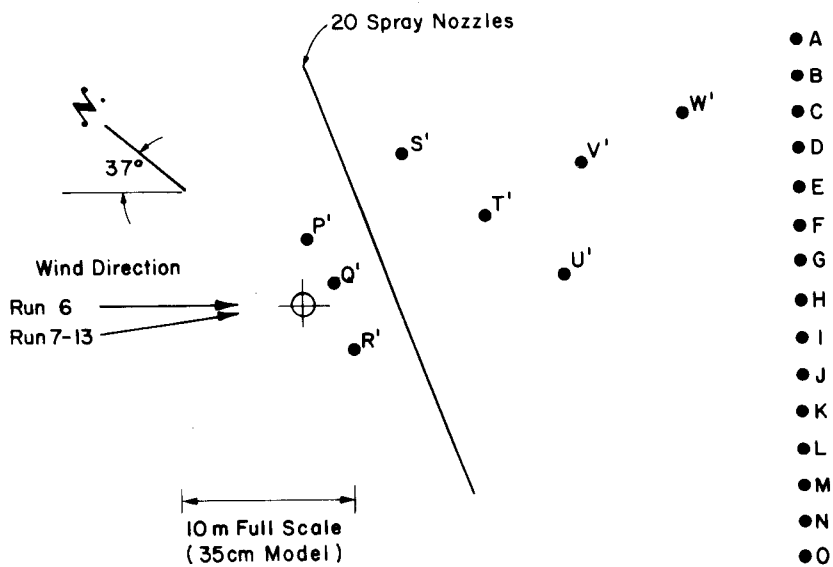 20 Spray Nozzles
N
37°
Wind Direction
Run 6
Run 7-13
P'
Q'
R'
S'
T'
U'
V'
W'
A
B
C
D
E
F
G
H
I
J
K
L
M
N
O
10 m Full Scale
(35cm Model)